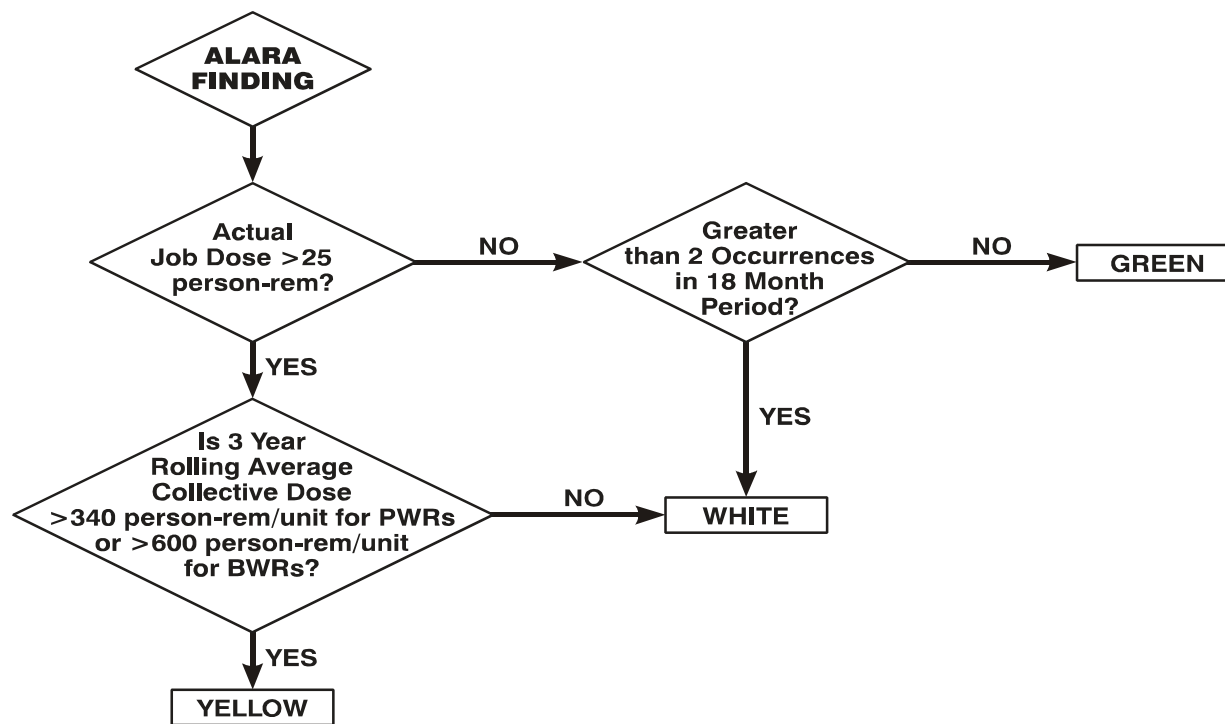 ALARA
FINDING
Actual
Job Dose >25
person-rem?
NO
Greater
than 2 Occurrences
in 18 Month
Period?
NO
GREEN
YES
YES
Is 3 Year
Rolling Average
Collective Dose
>340 person-rem/unit for PWRs
or >600 person-rem/unit
for BWRs?
NO
WHITE
YES
YELLOW